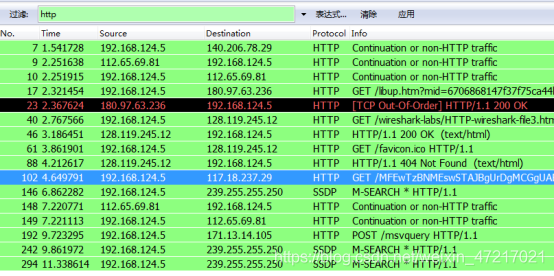 过滤: http 表达式... 清除 应用
No. Time Source Destination Protocol Info
7 1.541728 192.168.124.5 140.206.78.29 HTTP Continuation or non-HTTP traffic
9 2.251638 112.65.69.81 192.168.124.5 HTTP Continuation or non-HTTP traffic
10 2.251915 192.168.124.5 112.65.69.81 HTTP Continuation or non-HTTP traffic
17 2.321454 192.168.124.5 180.97.63.236 HTTP GET /libup.htm?mid=6706868147f37f75ca44
23 2.367624 180.97.63.236 192.168.124.5 HTTP [TCP Out-Of-Order] HTTP/1.1 200 OK
40 2.767566 192.168.124.5 128.119.245.12 HTTP GET /wireshark-labs/HTTP-wireshark-file3.htm
46 3.186451 128.119.245.12 192.168.124.5 HTTP HTTP/1.1 200 OK (text/html)
61 3.861901 192.168.124.5 128.119.245.12 HTTP GET /favicon.ico HTTP/1.1
88 4.212617 128.119.245.12 192.168.124.5 HTTP HTTP/1.1 404 Not Found (text/html)
102 4.649791 192.168.124.5 117.18.237.29 HTTP GET /MFEwTzBNMEswSTAJBgUrDgMCGgUA
146 6.862282 192.168.124.5 239.255.255.250 SSDP M-SEARCH * HTTP/1.1
148 7.220771 192.168.124.5 112.65.69.81 HTTP Continuation or non-HTTP traffic
149 7.221113 112.65.69.81 192.168.124.5 HTTP Continuation or non-HTTP traffic
192 9.732295 192.168.124.5 171.13.14.105 HTTP POST /msvquery HTTP/1.1
242 9.861972 192.168.124.5 239.255.255.250 SSDP M-SEARCH * HTTP/1.1
294 11.338614 192.168.124.5 239.255.255.250 SSDP M-SEARCH * HTTP/1.1